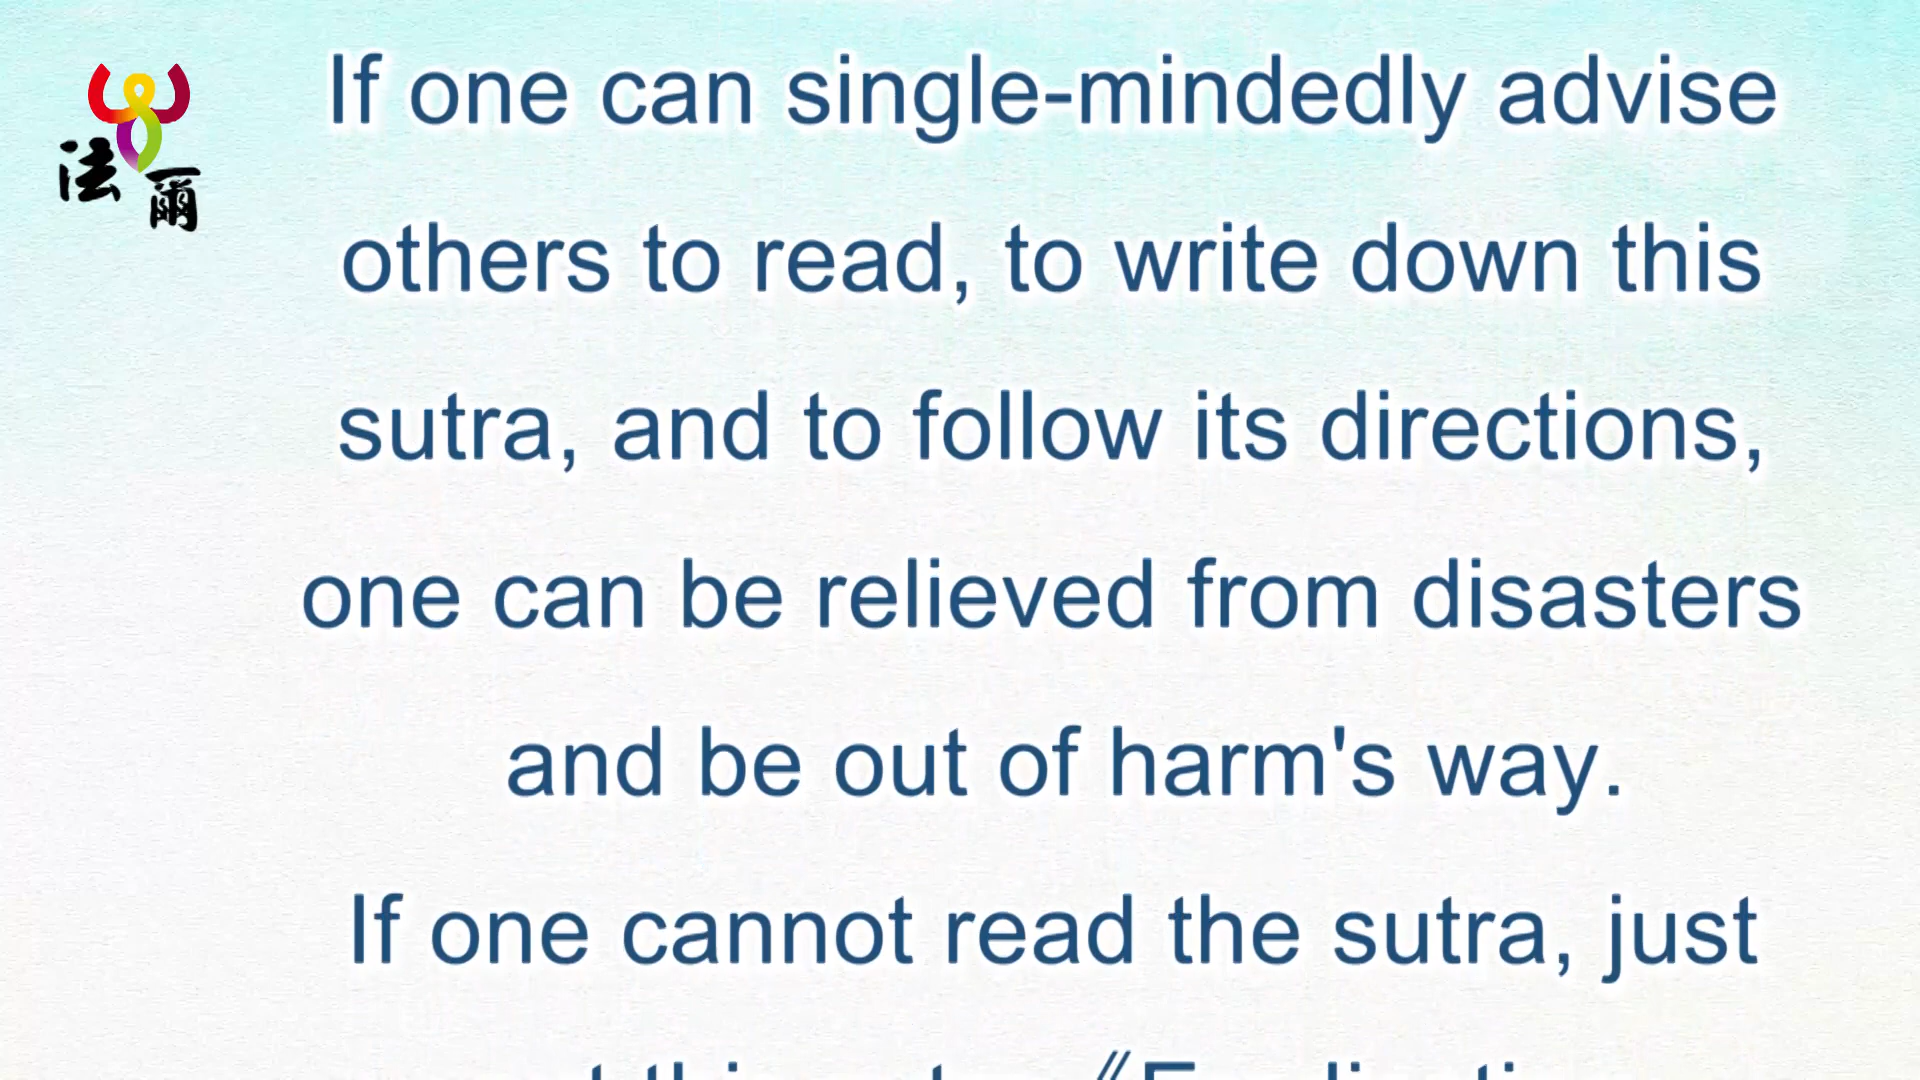 法爾
If one can single-mindedly advise
others to read, to write down this
sutra, and to follow its directions,
one can be relieved from disasters
and be out of harm's way.
If one cannot read the sutra, just